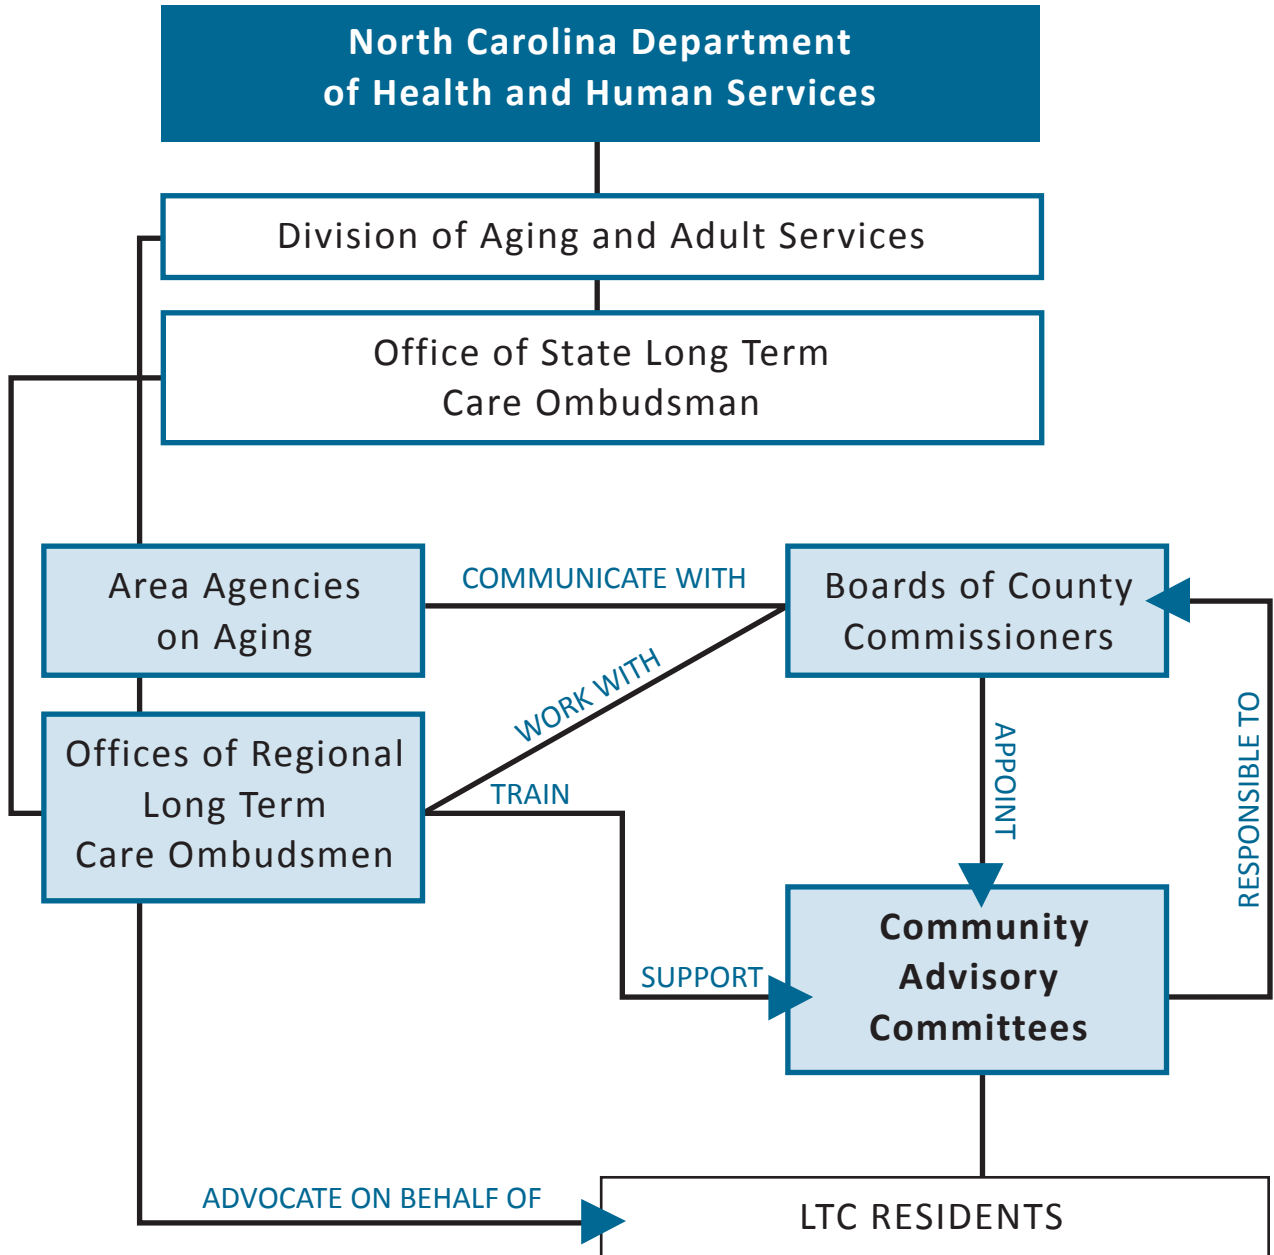 North Carolina Department
of Health and Human Services
Division of Aging and Adult Services
Office of State Long Term
Care Ombudsman
Area Agencies
on Aging
COMMUNICATE WITH
Boards of County
Commissioners
WORK WITH
Offices of Regional
Long Term
Care Ombudsmen
TRAIN
APPOINT
RESPONSIBLE TO
SUPPORT
Community
Advisory
Committees
ADVOCATE ON BEHALF OF
LTC RESIDENTS